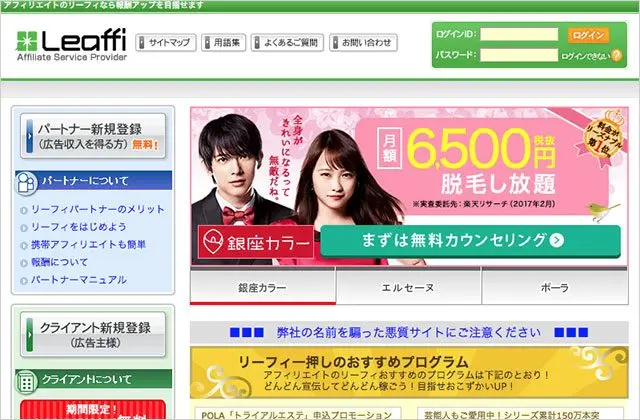 アフィリエイトのリーフィなら報酬アップを目指せます
Leaffi
Affiliate Service Provider
サイトマップ
用語集
よくあるご質問
お問い合わせ
ログインID：
ログイン
パスワード：
ログインできない
?
パートナー新規登録
（広告収入を得る方）無料！
パートナーについて
リーフィパートナーのメリット
リーフィをはじめよう
携帯アフィリエイトも簡単
報酬について
パートナーマニュアル
クライアント新規登録
（広告主様）
クライアントについて
期間限定！
全身が
きれいになるって
無敵だね。
月額
6,500円
税抜
脱毛し放題
※実査委託先：楽天リサーチ（2017年2月）
料金が
リーズナブル
第1位
銀座カラー
まずは無料カウンセリング
銀座カラー
エルセーヌ
ポーラ
■■■ 弊社の名前を騙った悪質サイトにご注意ください ■■■
リーフィ一押しのおすすめプログラム
アフィリエイトのリーフィおすすめのプログラムは下記のとおり！
どんどん宣伝してどんどん稼ごう！目指せおこずかいUP！
POLA「トライアルエステ」申込プロモーション
芸能人もご愛用中！シリーズ累計150万本突